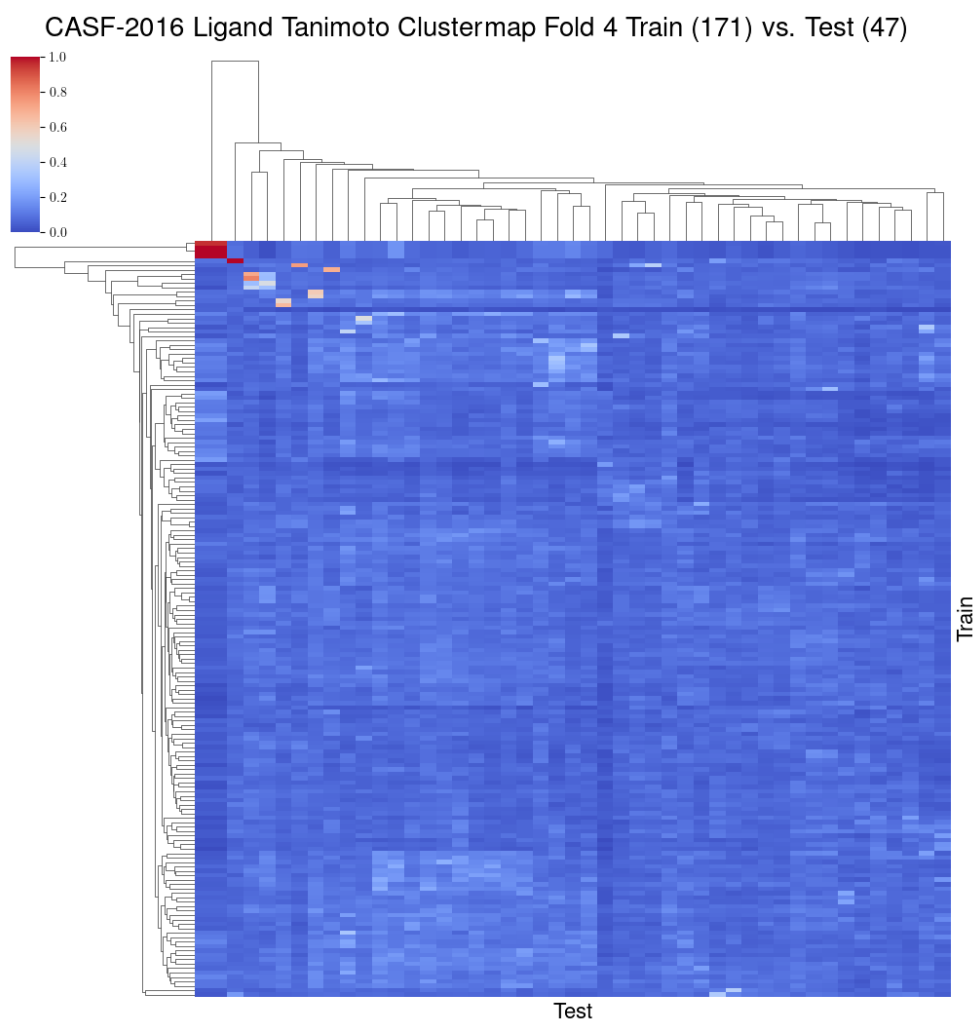 CASF-2016 Ligand Tanimoto Clustermap Fold 4 Train (171) vs. Test (47)
1.0
0.8
0.6
0.4
0.2
0.0
Train
Test